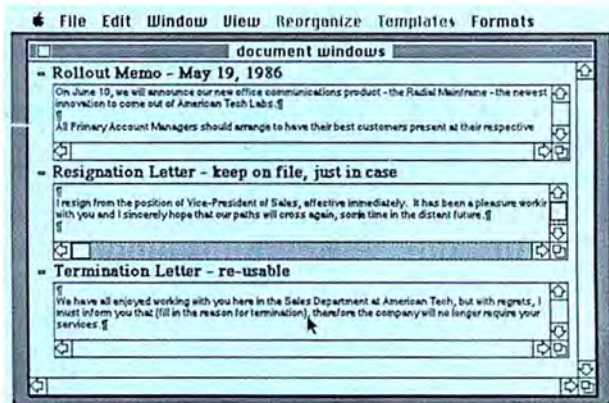 File Edit Window View Reorganize Templates Formats
document windows
Rollout Memo - May 19, 1986
On June 10, we will announce our new office communications product - the Radial Mainframe - the newest
innovation to come out of American Tech Labs.¶
¶
All Primary Account Managers should arrange to have their best customers present at their respective
Resignation Letter - keep on file, just in case
¶
I resign from the position of Vice-President of Sales, effective immediately. It has been a pleasure workin
with you and I sincerely hope that our paths will cross again, some time in the distant future.¶
¶
Termination Letter - re-usable
¶
We have all enjoyed working with you here in the Sales Department at American Tech, but with regrets, I
must inform you that (fill in the reason for termination), therefore the company will no longer require your
services.¶